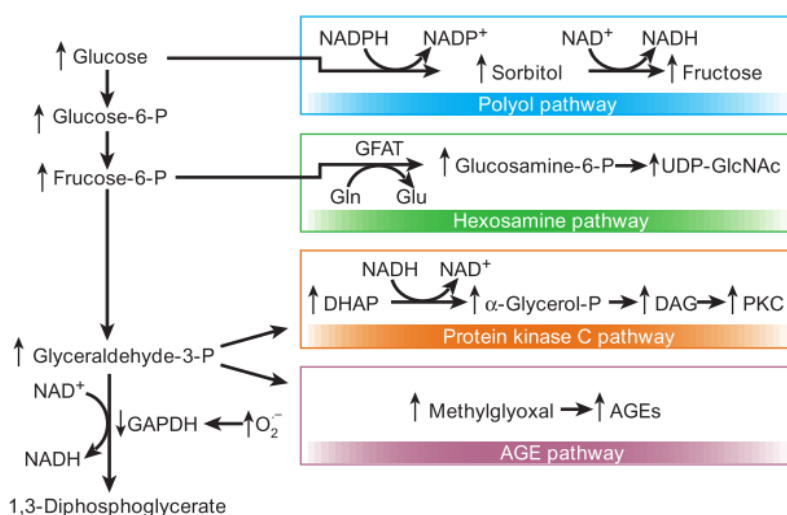 NADPH NADP⁺ NAD⁺ NADH
↑ Glucose ↑ Sorbitol ↑ Fructose
Polyol pathway
↑ Glucose-6-P
GFAT
↑ Glucosamine-6-P → ↑ UDP-GlcNAc
↑ Frucose-6-P
Gln Glu
Hexosamine pathway
NADH NAD⁺
↑ DHAP ↑ α-Glycerol-P → ↑ DAG → ↑ PKC
Protein kinase C pathway
↑ Glyceraldehyde-3-P
NAD⁺
↓ GAPDH ← ↑ O₂·⁻
NADH
↑ Methylglyoxal → ↑ AGEs
AGE pathway
1,3-Diphosphoglycerate